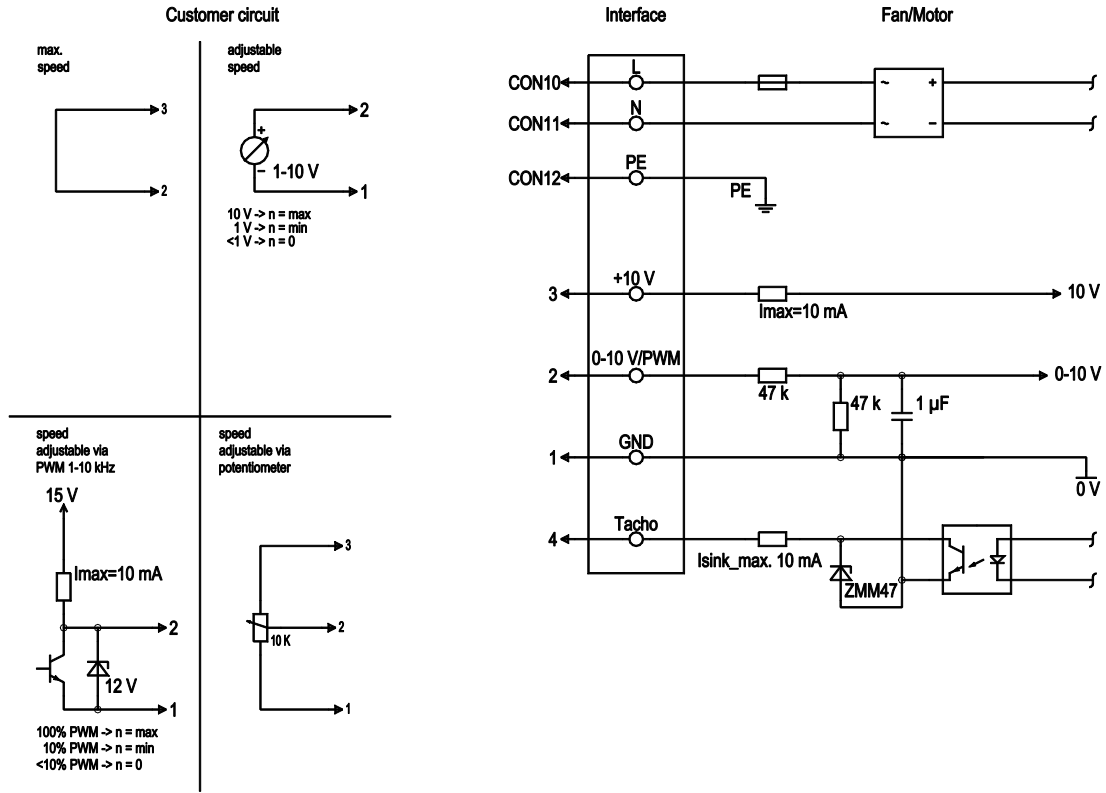 Customer circuit
Interface
Fan/Motor
max.
speed
3
2
adjustable
speed
2
+
–
1-10 V
1
10 V -> n = max
1 V -> n = min
<1 V -> n = 0
speed
adjustable via
PWM 1-10 kHz
15 V
Imax=10 mA
2
12 V
1
100% PWM -> n = max
10% PWM -> n = min
<10% PWM -> n = 0
speed
adjustable via
potentiometer
3
2
10 K
1
L
CON10
~ +
N
CON11
~ –
PE
CON12
PE
+10 V
3
10 V
Imax=10 mA
0-10 V/PWM
2
0-10 V
47 k
47 k
1 µF
GND
1
0 V
Tacho
4
Isink_max. 10 mA
ZMM47